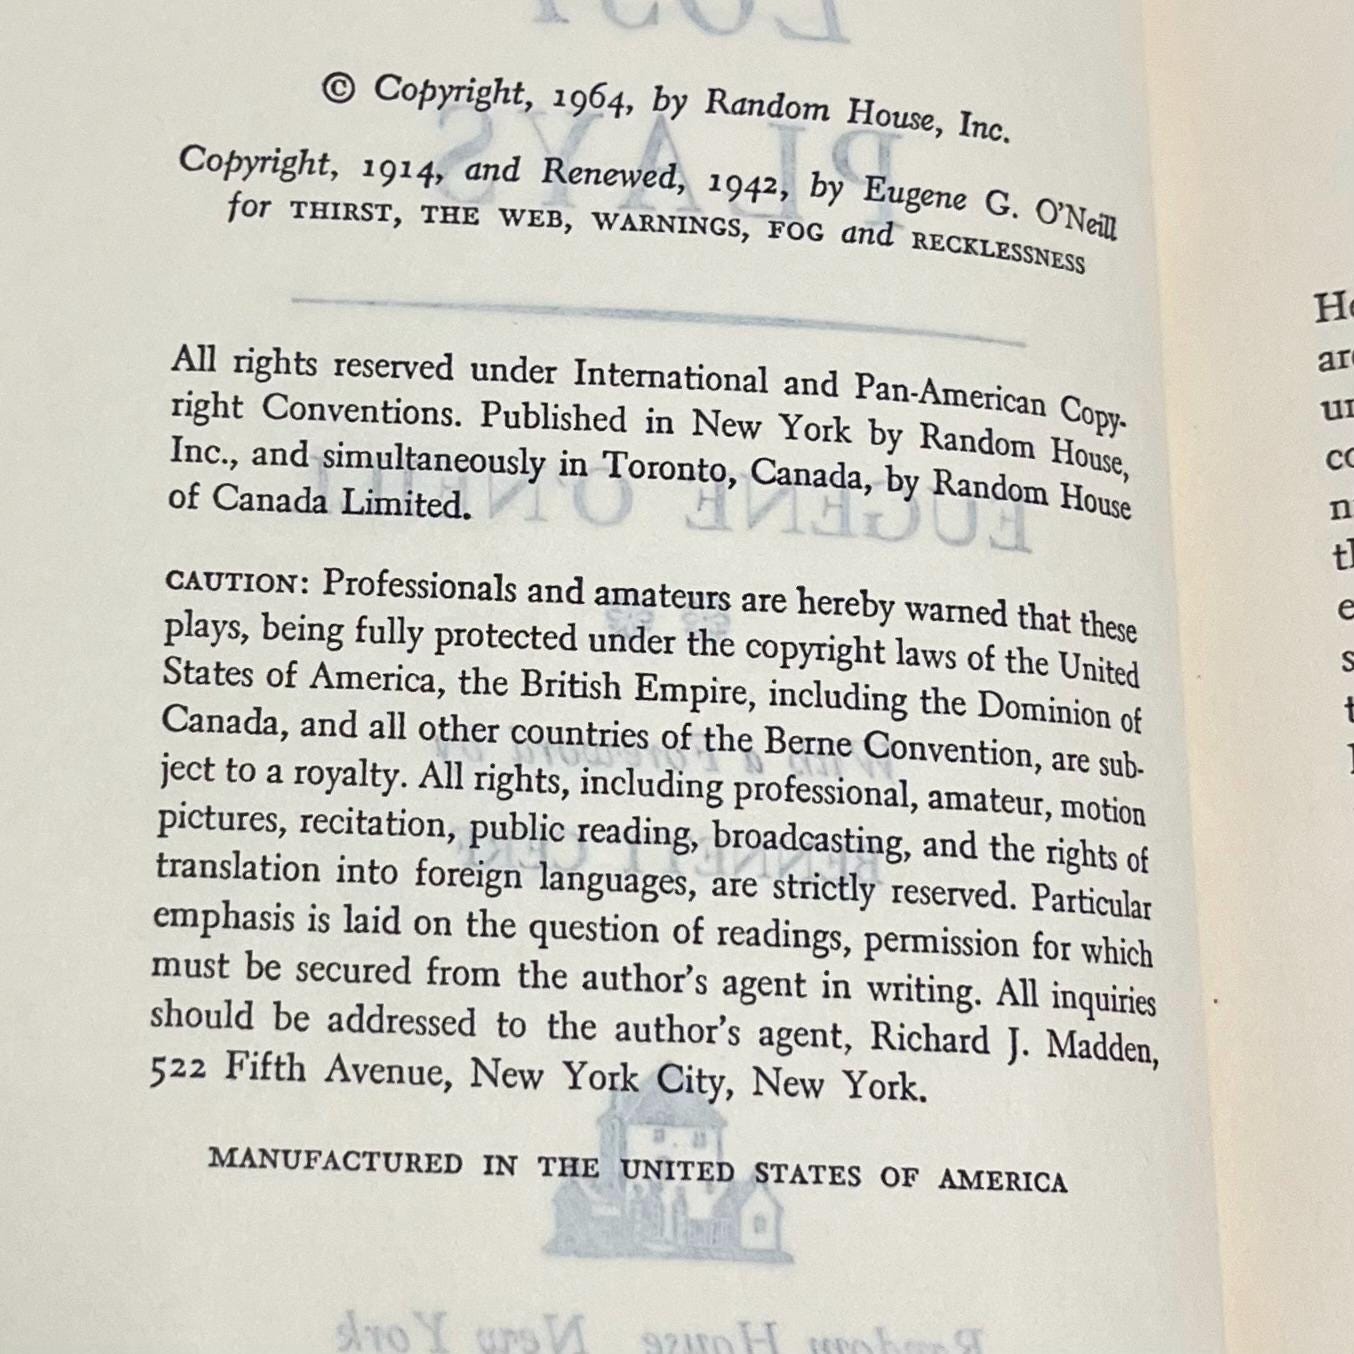 © Copyright, 1964, by Random House, Inc.
Copyright, 1914, and Renewed, 1942, by Eugene G. O'Neill
for THIRST, THE WEB, WARNINGS, FOG and RECKLESSNESS
All rights reserved under International and Pan-American Copy-
right Conventions. Published in New York by Random House,
Inc., and simultaneously in Toronto, Canada, by Random House
of Canada Limited.
CAUTION: Professionals and amateurs are hereby warned that these
plays, being fully protected under the copyright laws of the United
States of America, the British Empire, including the Dominion of
Canada, and all other countries of the Berne Convention, are sub-
ject to a royalty. All rights, including professional, amateur, motion
pictures, recitation, public reading, broadcasting, and the rights of
translation into foreign languages, are strictly reserved. Particular
emphasis is laid on the question of readings, permission for which
must be secured from the author's agent in writing. All inquiries
should be addressed to the author's agent, Richard J. Madden,
522 Fifth Avenue, New York City, New York.
MANUFACTURED IN THE UNITED STATES OF AMERICA